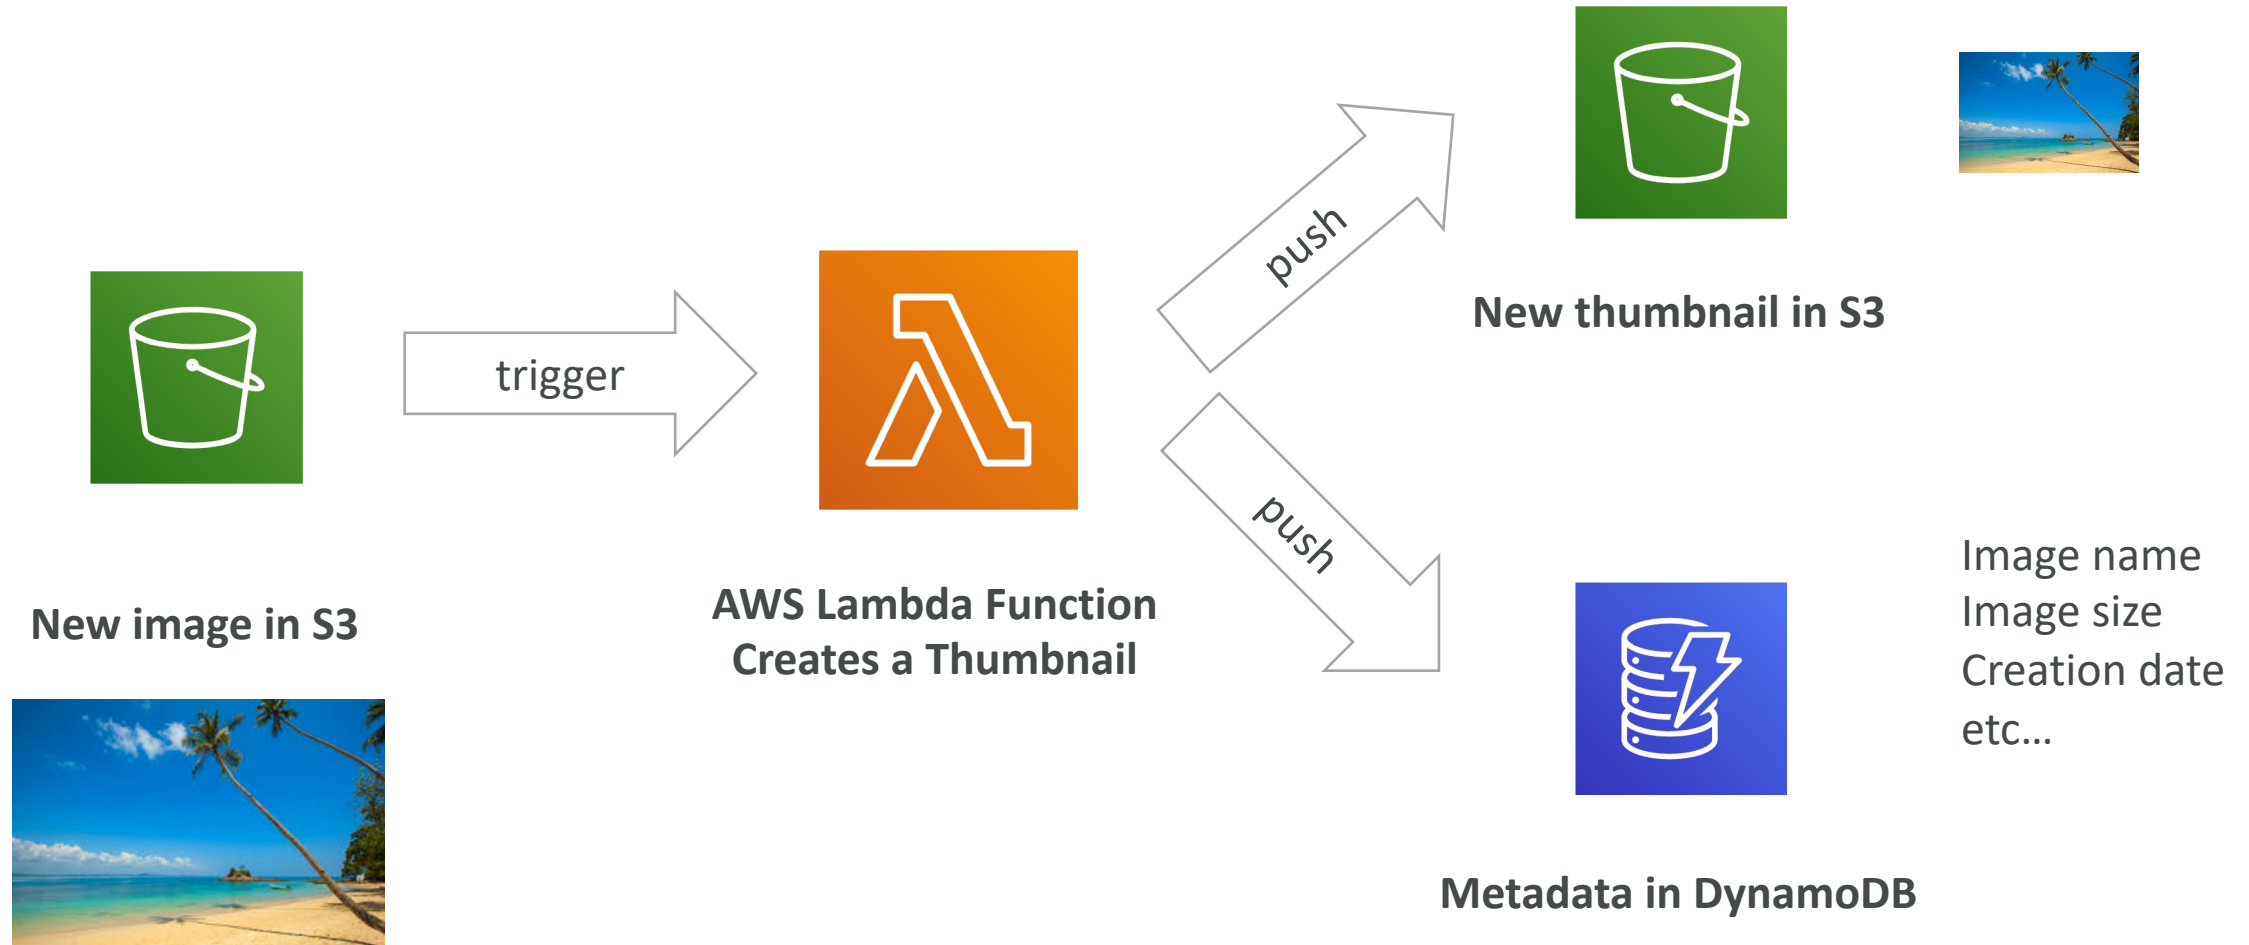 New image in S3
trigger
AWS Lambda Function
Creates a Thumbnail
push
New thumbnail in S3
push
Metadata in DynamoDB
Image name
Image size
Creation date
etc…